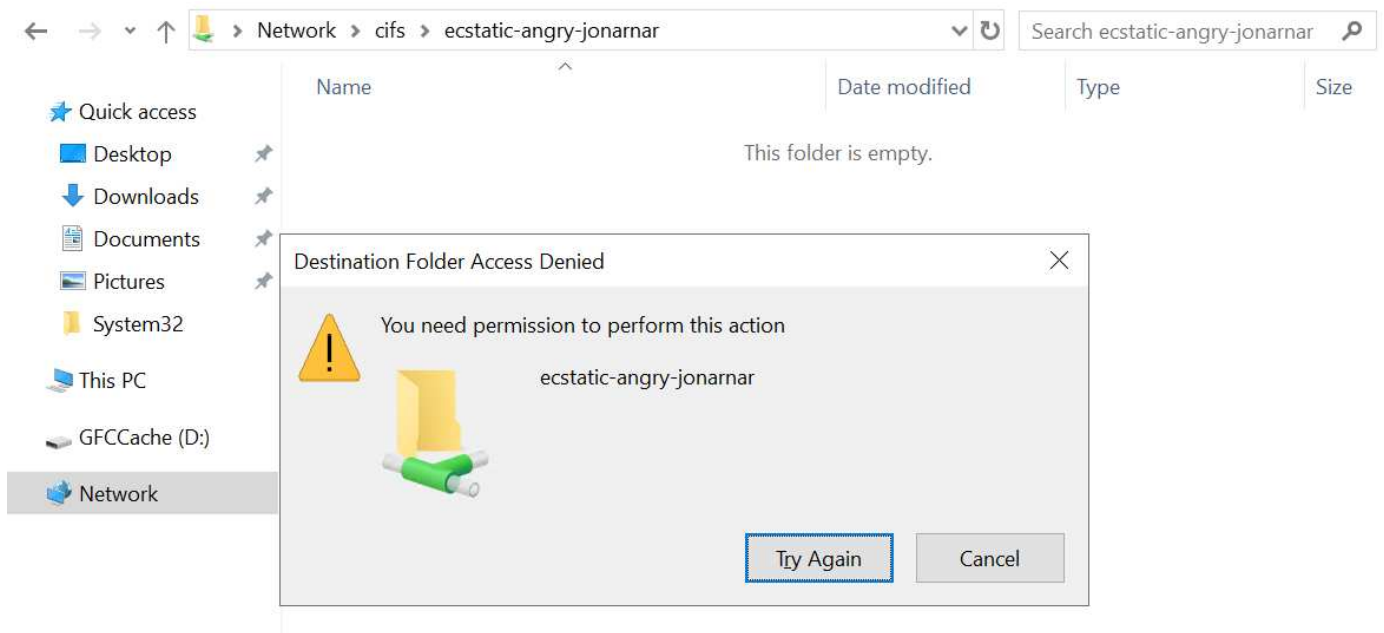 Network > cifs > ecstatic-angry-jonarnar
Search ecstatic-angry-jonarnar
Name Date modified Type Size
Quick access
This folder is empty.
Desktop
Downloads
Documents
Pictures
System32
This PC
GFCCache (D:)
Network
Destination Folder Access Denied
You need permission to perform this action
ecstatic-angry-jonarnar
Try Again
Cancel